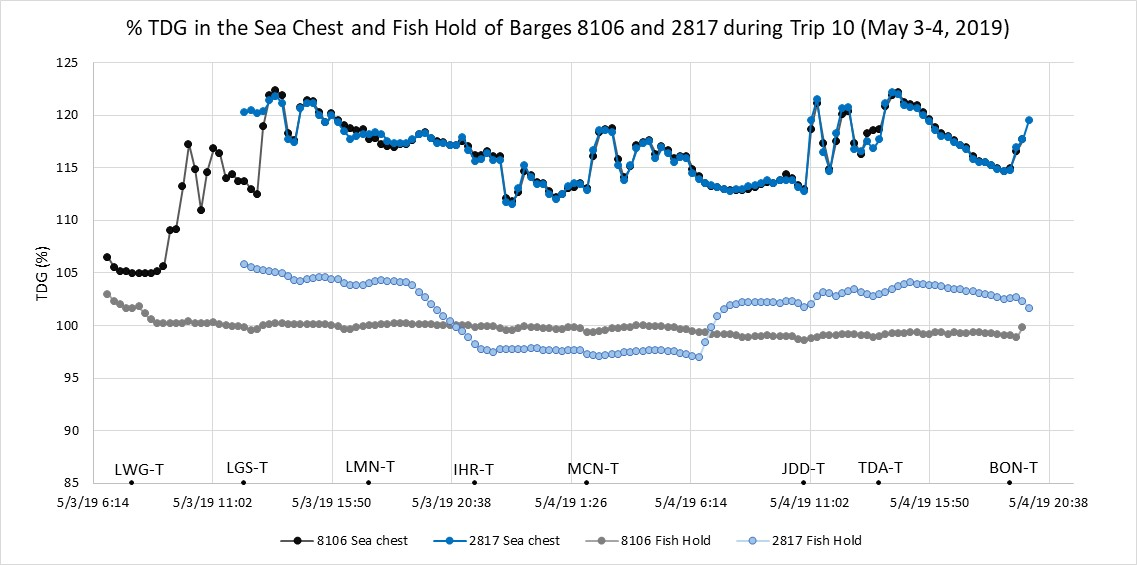 % TDG in the Sea Chest and Fish Hold of Barges 8106 and 2817 during Trip 10 (May 3-4, 2019)
125
120
115
110
105
100
95
90
85
TDG (%)
LWG-T LGS-T LMN-T IHR-T MCN-T JDD-T TDA-T BON-T
5/3/19 6:14 5/3/19 11:02 5/3/19 15:50 5/3/19 20:38 5/4/19 1:26 5/4/19 6:14 5/4/19 11:02 5/4/19 15:50 5/4/19 20:38
8106 Sea chest 2817 Sea chest 8106 Fish Hold 2817 Fish Hold